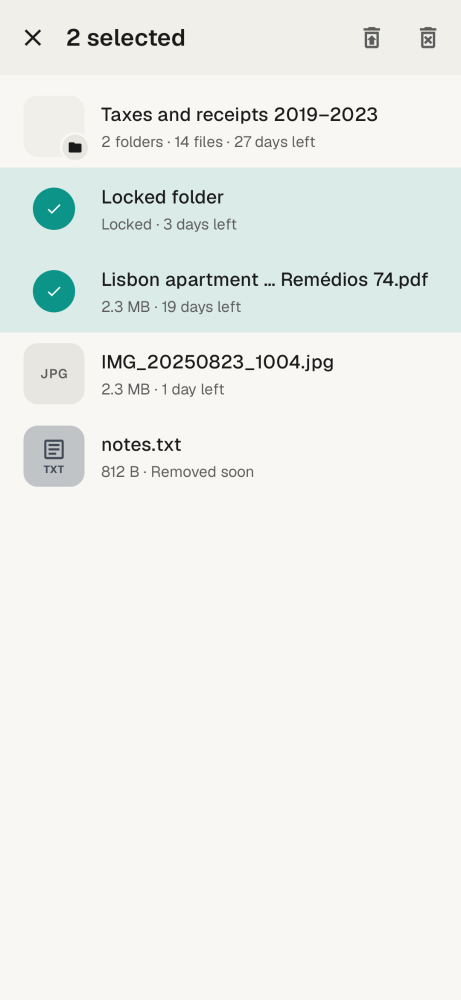 2 selected
Taxes and receipts 2019–2023
2 folders · 14 files · 27 days left
Locked folder
Locked · 3 days left
Lisbon apartment ... Remédios 74.pdf
2.3 MB · 19 days left
JPG
IMG_20250823_1004.jpg
2.3 MB · 1 day left
TXT
notes.txt
812 B · Removed soon